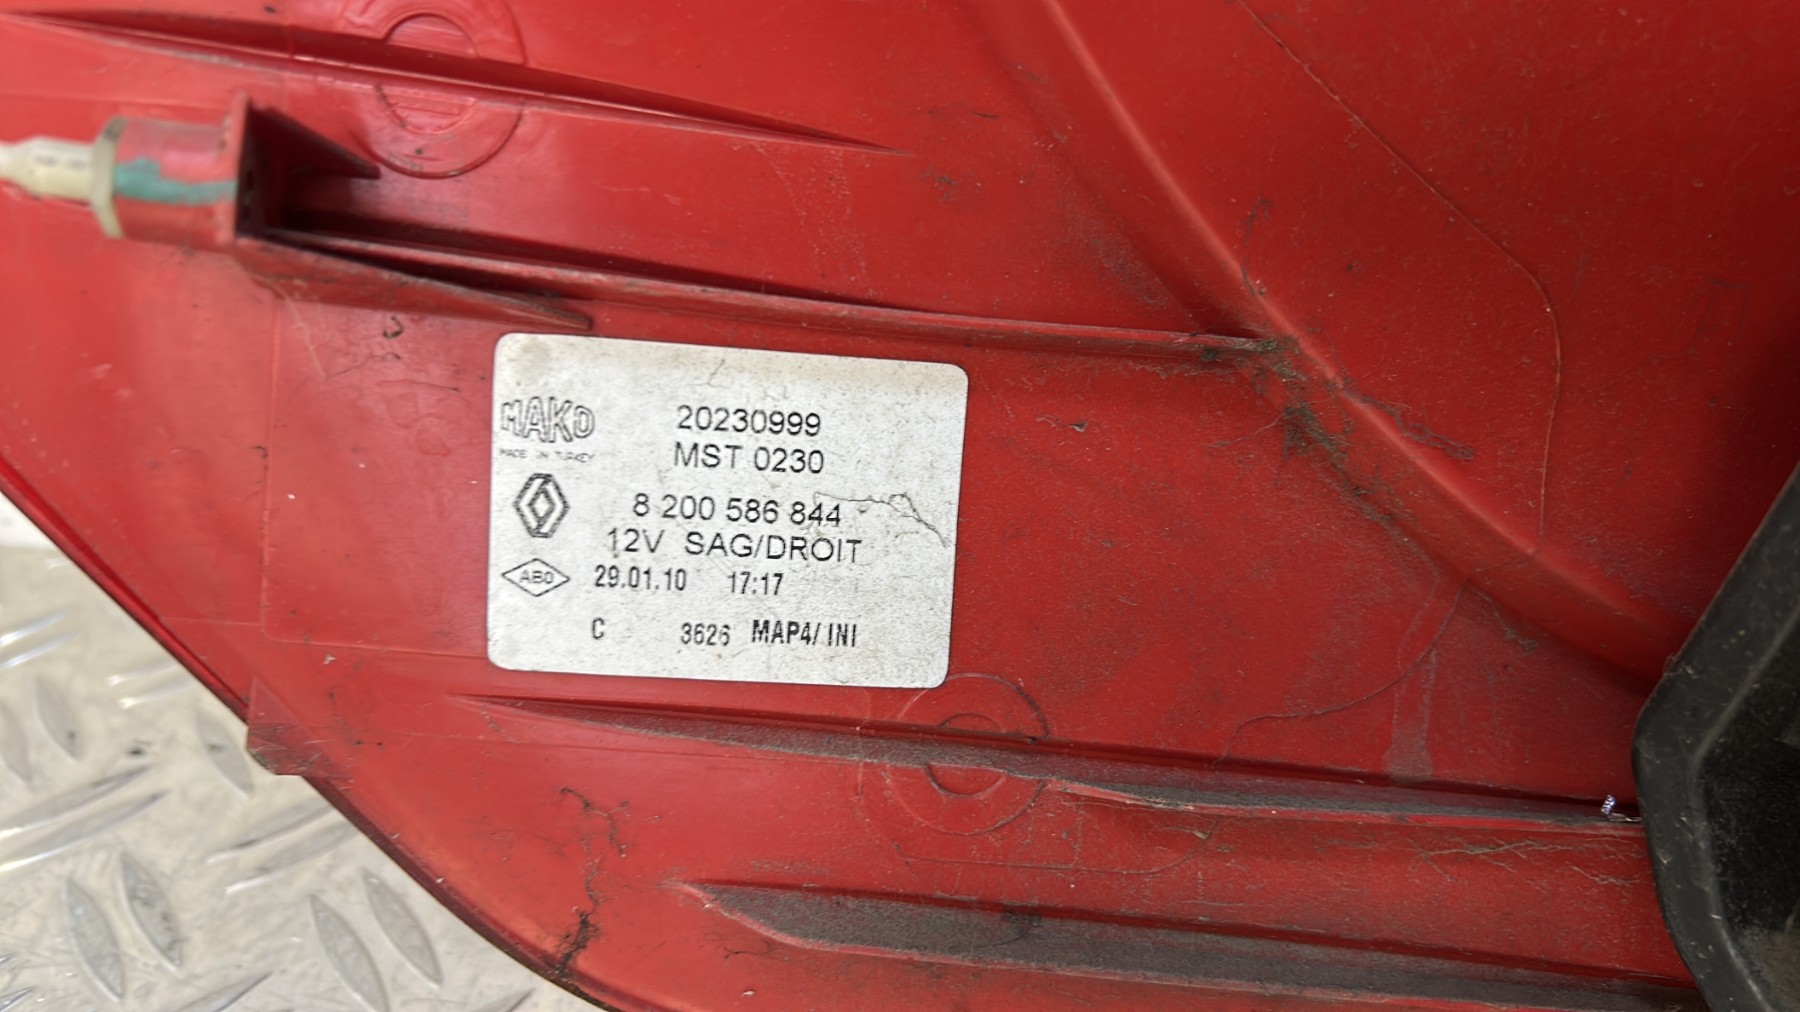 MAKO
MADE IN TURKEY
20230999
MST 0230
8 200 586 844
12V SAG/DROIT
ABO
29.01.10 17:17
C 3626 MAP4/ INI